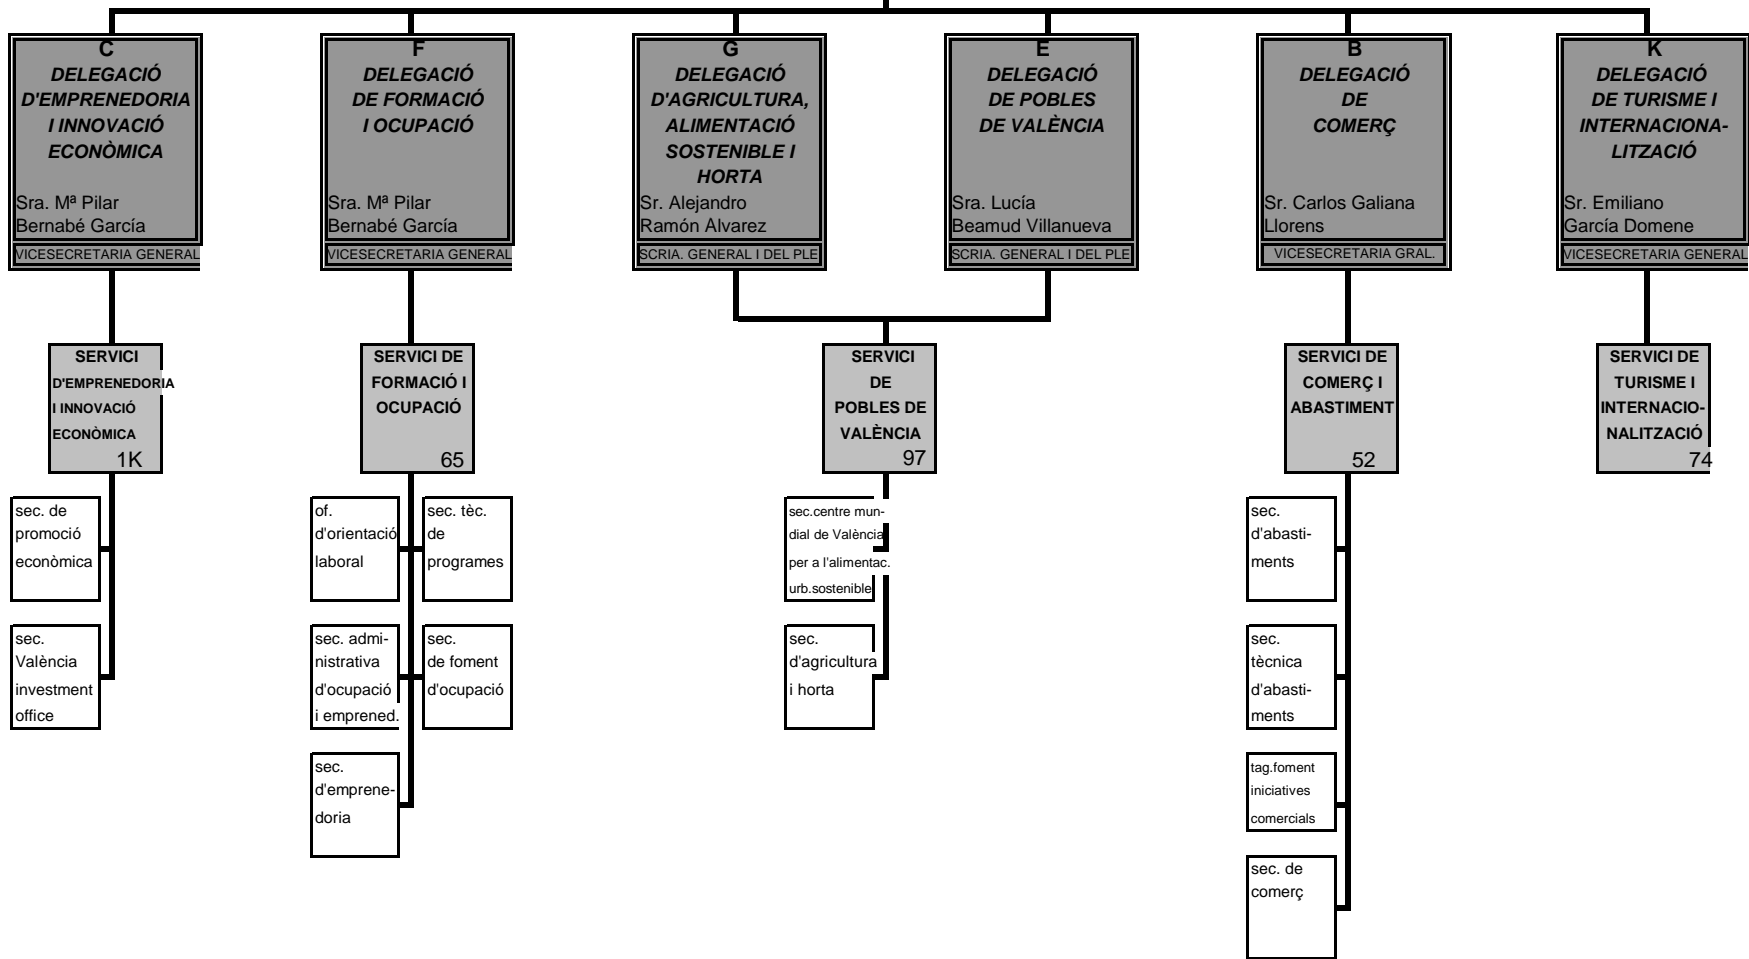 C
DELEGACIÓ
D'EMPRENEDORIA
I INNOVACIÓ
ECONÒMICA
Sra. Mª Pilar
Bernabé García
VICESECRETARIA GENERAL
F
DELEGACIÓ
DE FORMACIÓ
I OCUPACIÓ
Sra. Mª Pilar
Bernabé García
VICESECRETARIA GENERAL
G
DELEGACIÓ
D'AGRICULTURA,
ALIMENTACIÓ
SOSTENIBLE I
HORTA
Sr. Alejandro
Ramón Alvarez
SCRIA. GENERAL I DEL PLE
E
DELEGACIÓ
DE POBLES
DE VALÈNCIA
Sra. Lucía
Beamud Villanueva
SCRIA. GENERAL I DEL PLE
B
DELEGACIÓ
DE
COMERÇ
Sr. Carlos Galiana
Llorens
VICESECRETARIA GRAL.
K
DELEGACIÓ
DE TURISME I
INTERNACIONA-
LITZACIÓ
Sr. Emiliano
García Domene
VICESECRETARIA GENERAL
SERVICI
D'EMPRENEDORIA
I INNOVACIÓ
ECONÒMICA
1K
SERVICI DE
FORMACIÓ I
OCUPACIÓ
65
SERVICI
DE
POBLES DE
VALÈNCIA
97
SERVICI DE
COMERÇ I
ABASTIMENT
52
SERVICI DE
TURISME I
INTERNACIO-
NALITZACIÓ
74
sec. de
promoció
econòmica
sec.
València
investment
office
of.
d'orientació
laboral
sec. tèc.
de
programes
sec. admi-
nistrativa
d'ocupació
i emprened.
sec.
de foment
d'ocupació
sec.
d'emprene-
doria
sec.centre mun-
dial de València
per a l'alimentac.
urb.sostenible
sec.
d'agricultura
i horta
sec.
d'abasti-
ments
sec.
tècnica
d'abasti-
ments
tag.foment
iniciatives
comercials
sec. de
comerç